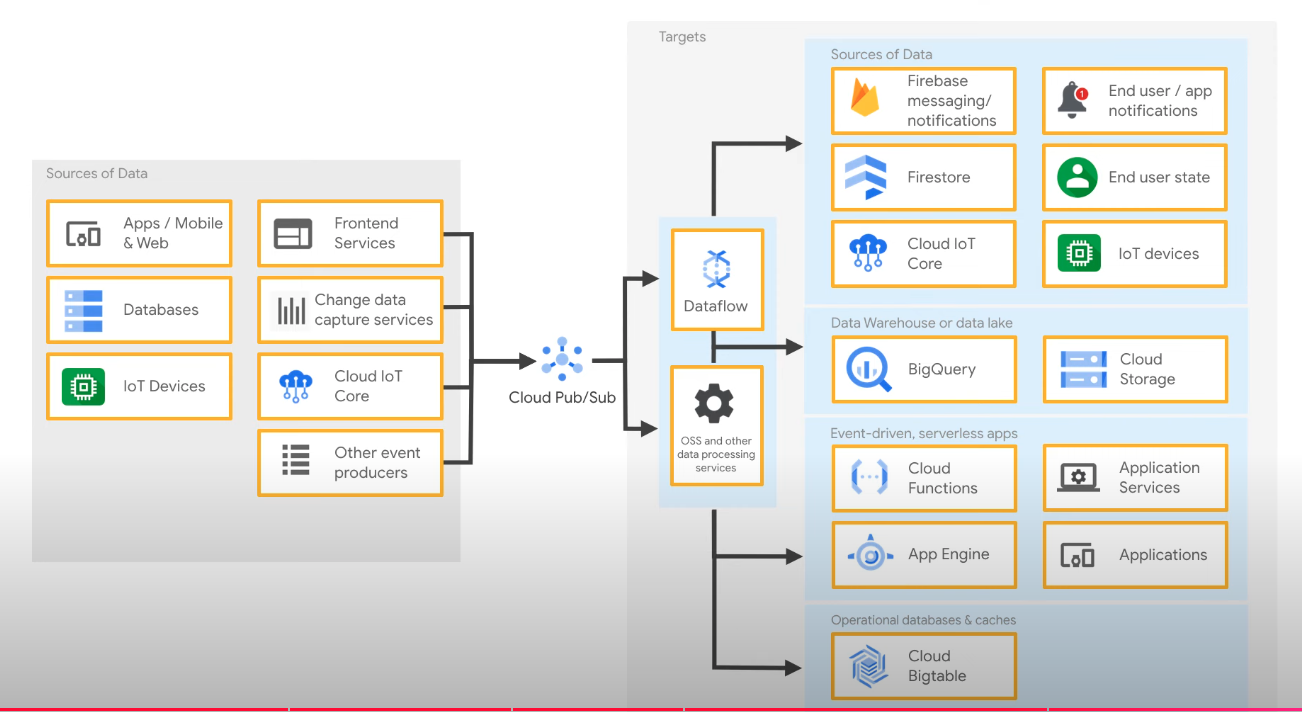 Targets
Sources of Data
Firebase
messaging/
notifications
1
End user / app
notifications
Firestore
End user state
Cloud IoT
Core
IoT devices
Sources of Data
Apps / Mobile
& Web
Frontend
Services
Databases
Change data
capture services
IoT Devices
Cloud IoT
Core
Other event
producers
Cloud Pub/Sub
Dataflow
OSS and other
data processing
services
Data Warehouse or data lake
BigQuery
Cloud
Storage
Event-driven, serverless apps
Cloud
Functions
Application
Services
App Engine
Applications
Operational databases & caches
Cloud
Bigtable